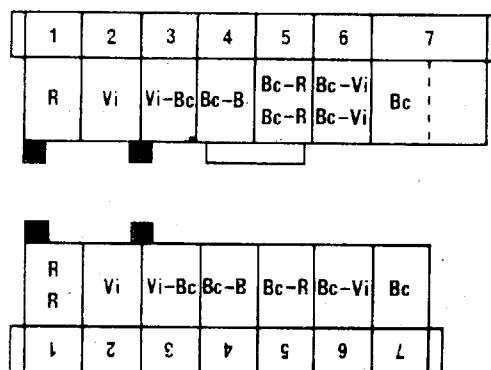 1 2 3 4 5 6 7
R Vi Vi-Bc Bc-B Bc-R Bc-Vi Bc
Bc-R Bc-Vi
R Vi Vi-Bc Bc-B Bc-R Bc-Vi Bc
R
1 2 3 4 5 6 7